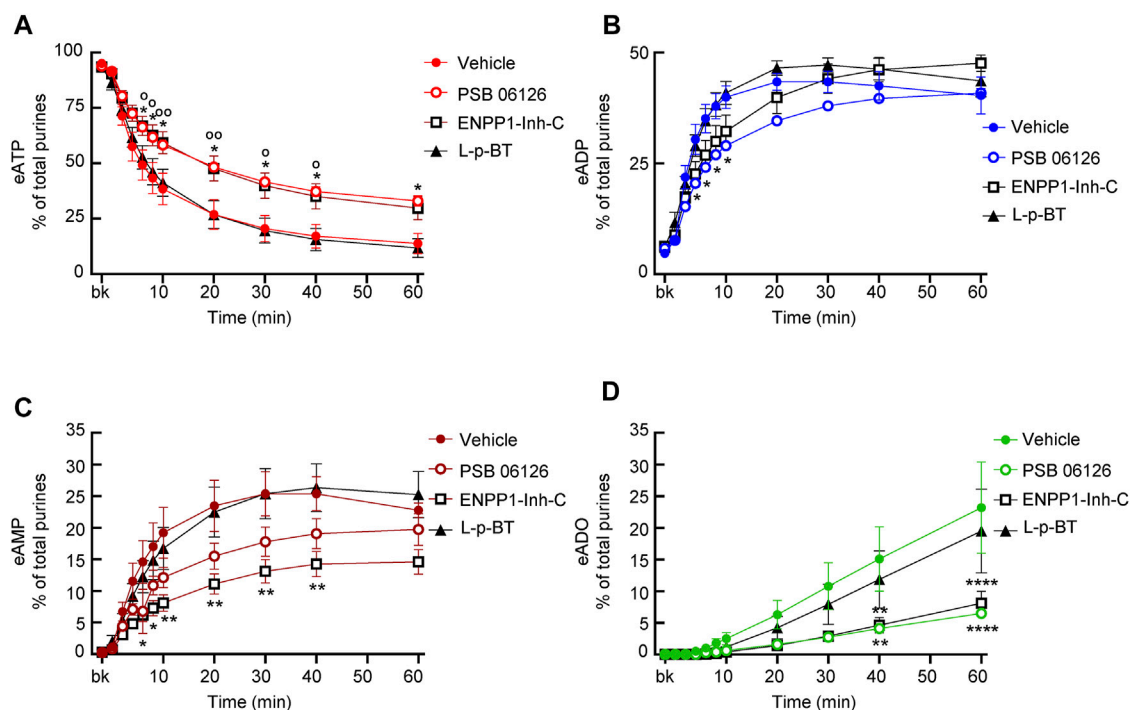 A
eATP
% of total purines
100
75
50
25
0
bk
10
20
30
40
50
60
Time (min)
o
*
o
*
oo
*
oo
*
o
*
o
*
*
Vehicle
PSB 06126
ENPP1-Inh-C
L-p-BT
B
eADP
% of total purines
50
25
0
bk
10
20
30
40
50
60
Time (min)
*
*
*
*
Vehicle
PSB 06126
ENPP1-Inh-C
L-p-BT
C
eAMP
% of total purines
35
30
25
20
15
10
5
0
bk
10
20
30
40
50
60
Time (min)
*
*
**
**
**
**
Vehicle
PSB 06126
ENPP1-Inh-C
L-p-BT
D
eADO
% of total purines
35
30
25
20
15
10
5
0
bk
10
20
30
40
50
60
Time (min)
**
**
****
****
Vehicle
PSB 06126
ENPP1-Inh-C
L-p-BT